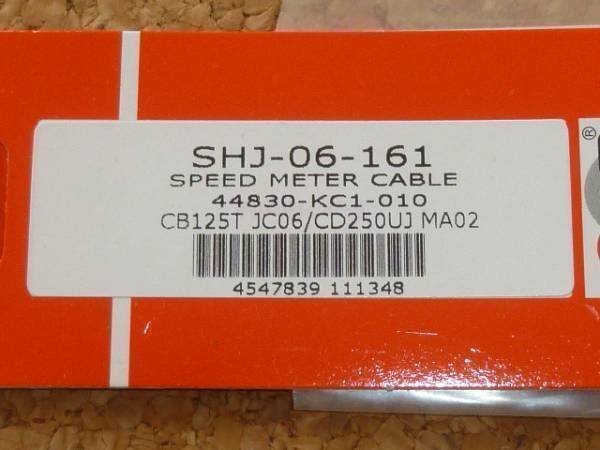 SHJ-06-161
SPEED METER CABLE
44830-KC1-010
CB125T JC06/CD250UJ MA02
4547839 111348
®